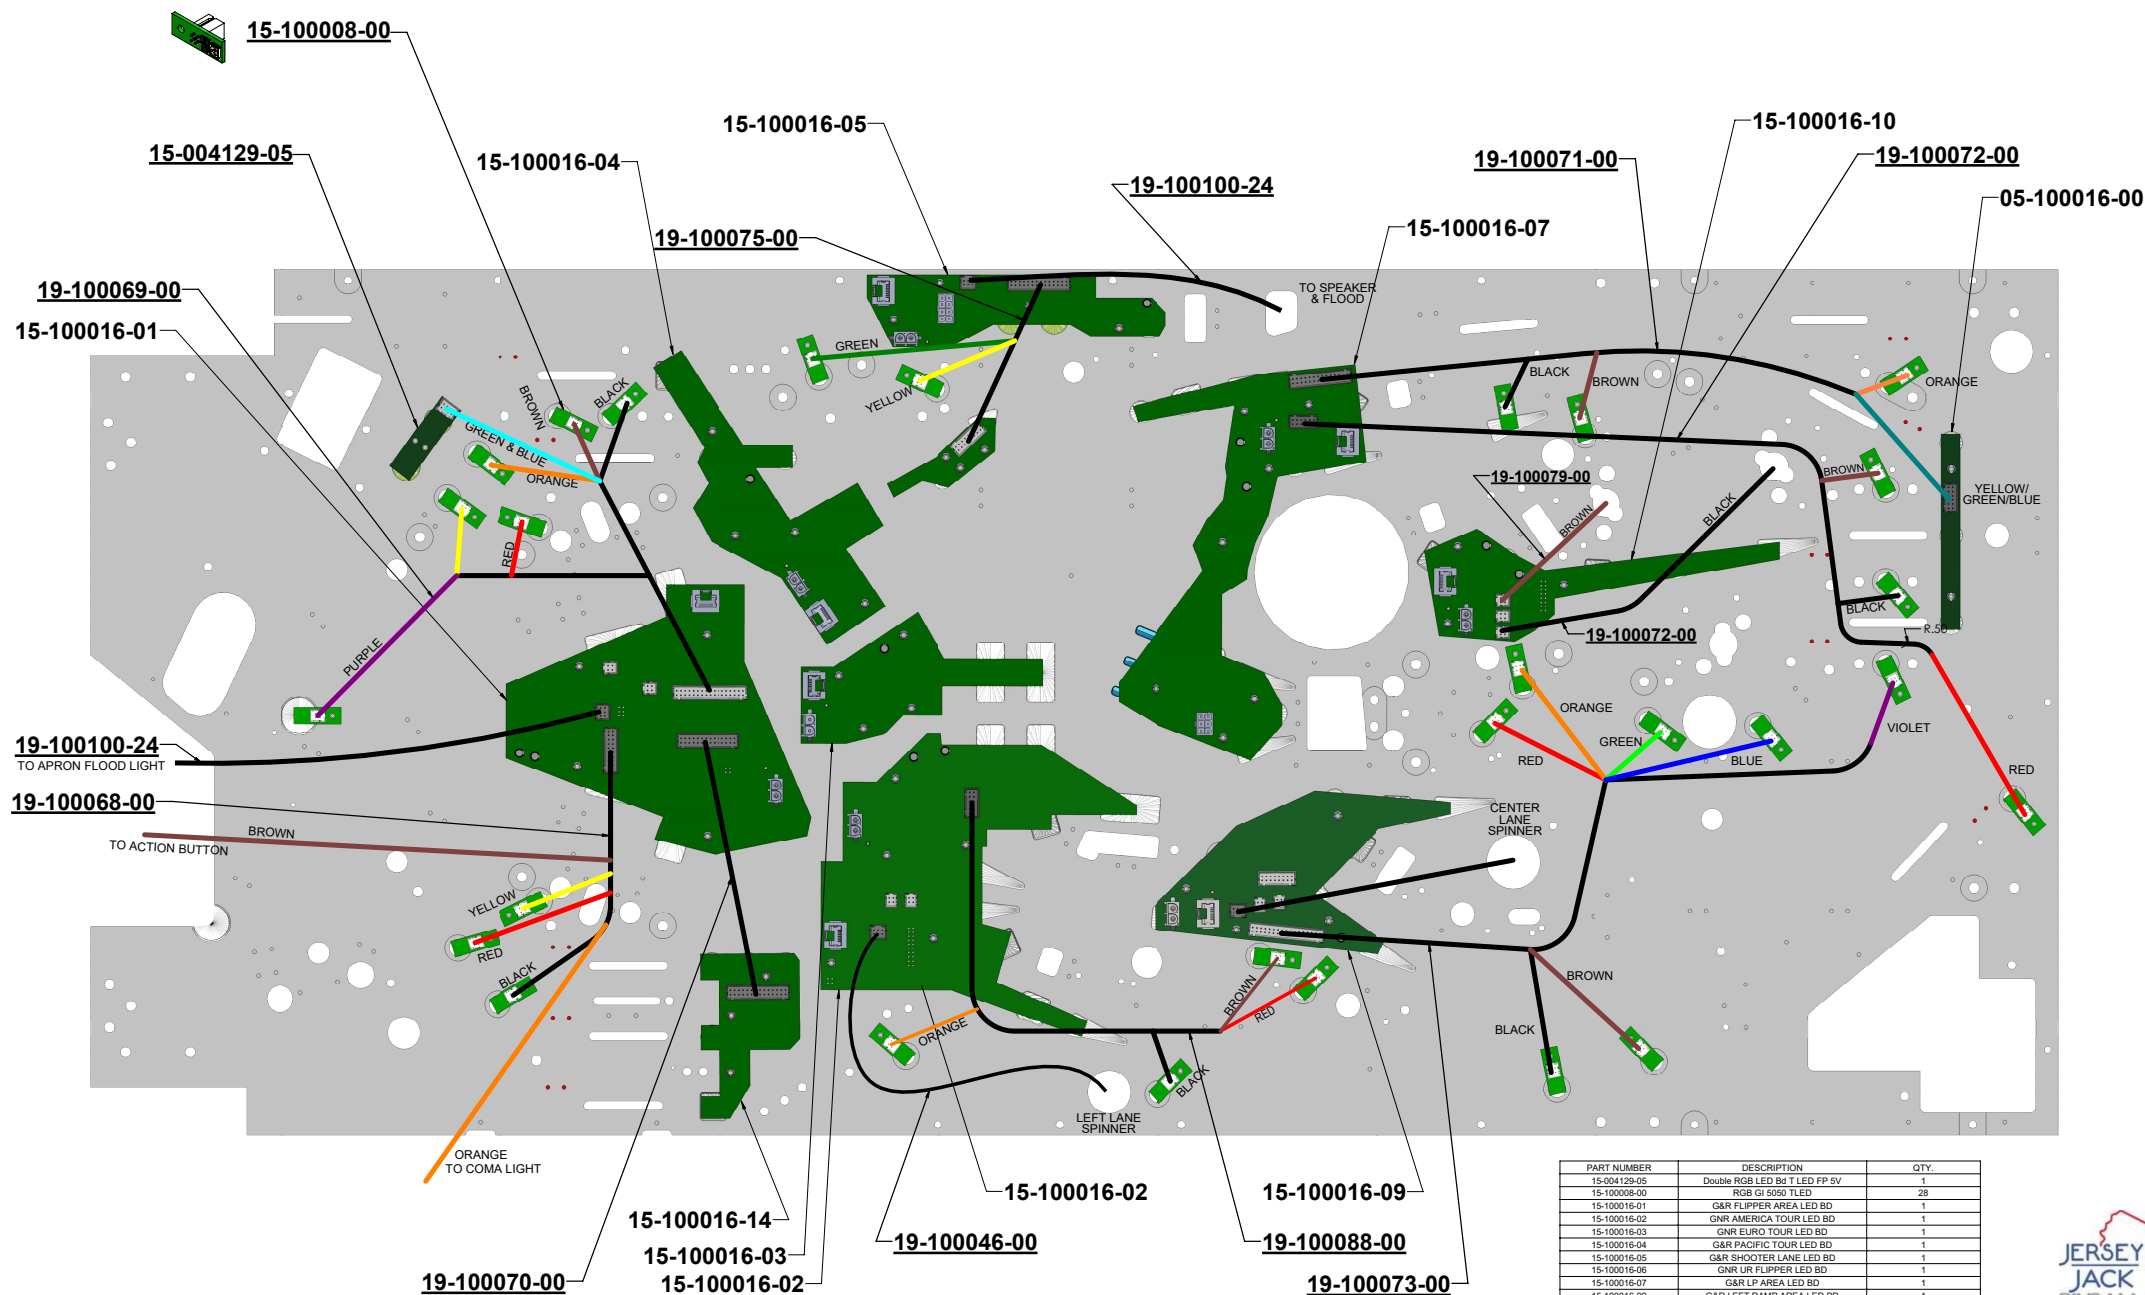 15-100008-00
15-100016-05
15-100016-10
15-004129-05
15-100016-04
19-100071-00
19-100072-00
19-100100-24
05-100016-00
19-100075-00
15-100016-07
19-100069-00
TO SPEAKER
& FLOOD
15-100016-01
GREEN
BLACK
BROWN
ORANGE
YELLOW
BROWN
BLACK
GREEN & BLUE
ORANGE
BROWN
19-100079-00
YELLOW/
GREEN/BLUE
BROWN
BLACK
RED
BLACK
R.50
19-100072-00
PURPLE
ORANGE
VIOLET
GREEN
RED
BLUE
RED
19-100100-24
TO APRON FLOOD LIGHT
19-100068-00
CENTER
LANE
SPINNER
BROWN
TO ACTION BUTTON
YELLOW
RED
BLACK
BROWN
BROWN
RED
ORANGE
BLACK
BLACK
LEFT LANE
SPINNER
ORANGE
TO COMA LIGHT
15-100016-02
15-100016-09
15-100016-14
15-100016-03
19-100046-00
19-100088-00
19-100070-00
15-100016-02
19-100073-00
PART NUMBER DESCRIPTION QTY.
15-004129-05 Double RGB LED Bd T LED FP 5V 1
15-100008-00 RGB GI 5050 TLED 28
15-100016-01 G&R FLIPPER AREA LED BD 1
15-100016-02 GNR AMERICA TOUR LED BD 1
15-100016-03 GNR EURO TOUR LED BD 1
15-100016-04 G&R PACIFIC TOUR LED BD 1
15-100016-05 G&R SHOOTER LANE LED BD 1
15-100016-06 GNR UR FLIPPER LED BD 1
15-100016-07 G&R LP AREA LED BD 1
JERSEY
JACK